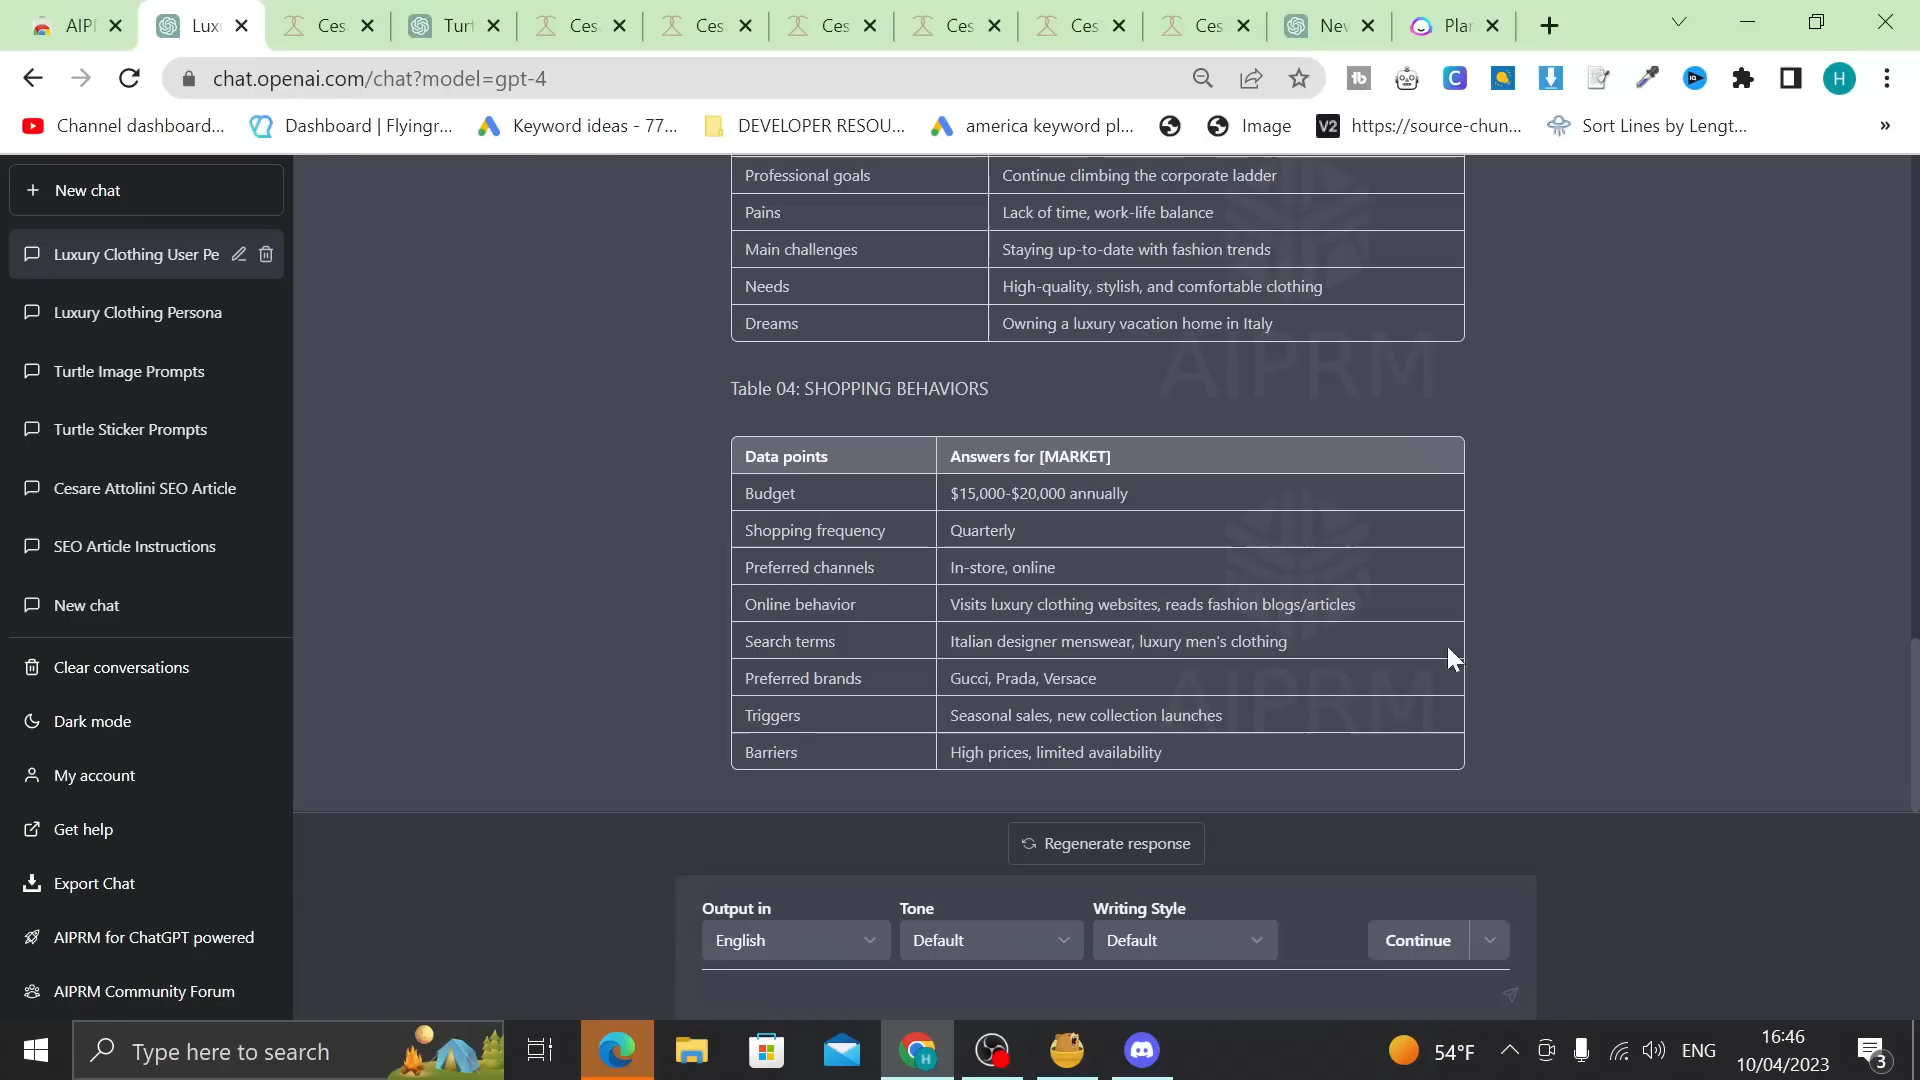 AIPI
Lux
Ces
Turt
Ces
Ces
Ces
Ces
Ces
Ces
Nev
Plar
chat.openai.com/chat?model=gpt-4
Channel dashboard...
Dashboard | Flyingr...
Keyword ideas - 77...
DEVELOPER RESOU...
america keyword pl...
Image
V2
https://source-chun...
Sort Lines by Lengt...
»
tb
C
H
New chat
Luxury Clothing User Pe
Luxury Clothing Persona
Turtle Image Prompts
Turtle Sticker Prompts
Cesare Attolini SEO Article
SEO Article Instructions
New chat
Clear conversations
Dark mode
My account
Get help
Export Chat
AIPRM for ChatGPT powered
AIPRM Community Forum
Professional goals Continue climbing the corporate ladder
Pains Lack of time, work-life balance
Main challenges Staying up-to-date with fashion trends
Needs High-quality, stylish, and comfortable clothing
Dreams Owning a luxury vacation home in Italy
AIPRM
Table 04: SHOPPING BEHAVIORS
Data points Answers for [MARKET]
Budget $15,000-$20,000 annually
Shopping frequency Quarterly
Preferred channels In-store, online
Online behavior Visits luxury clothing websites, reads fashion blogs/articles
Search terms Italian designer menswear, luxury men's clothing
Preferred brands Gucci, Prada, Versace
Triggers Seasonal sales, new collection launches
Barriers High prices, limited availability
AIPRM
Regenerate response
Output in Tone Writing Style
English Default Default Continue
Type here to search
H
54°F
ENG
16:46
10/04/2023
3